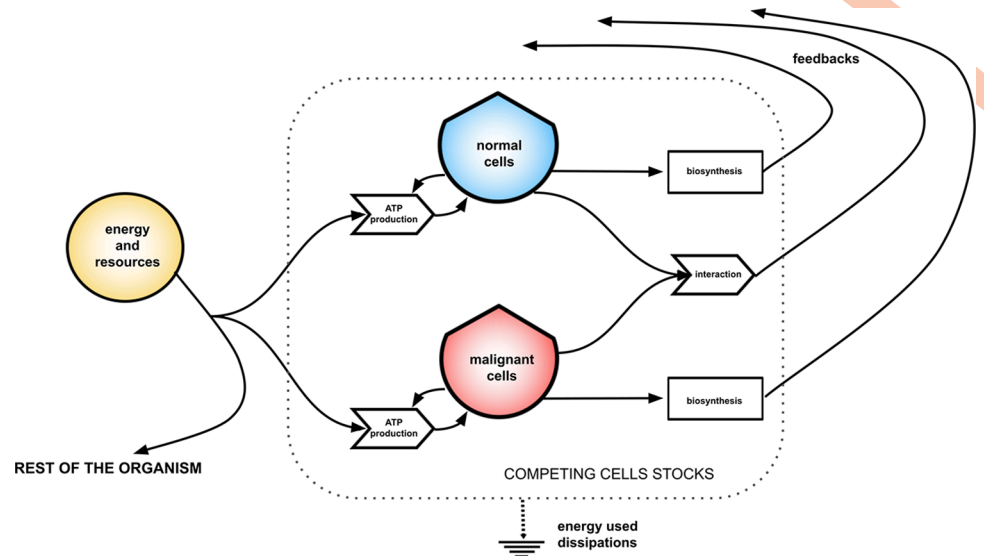 feedbacks
normal
cells
biosynthesis
ATP
production
energy
and
resources
interaction
malignant
cells
biosynthesis
ATP
production
REST OF THE ORGANISM
COMPETING CELLS STOCKS
energy used
dissipations